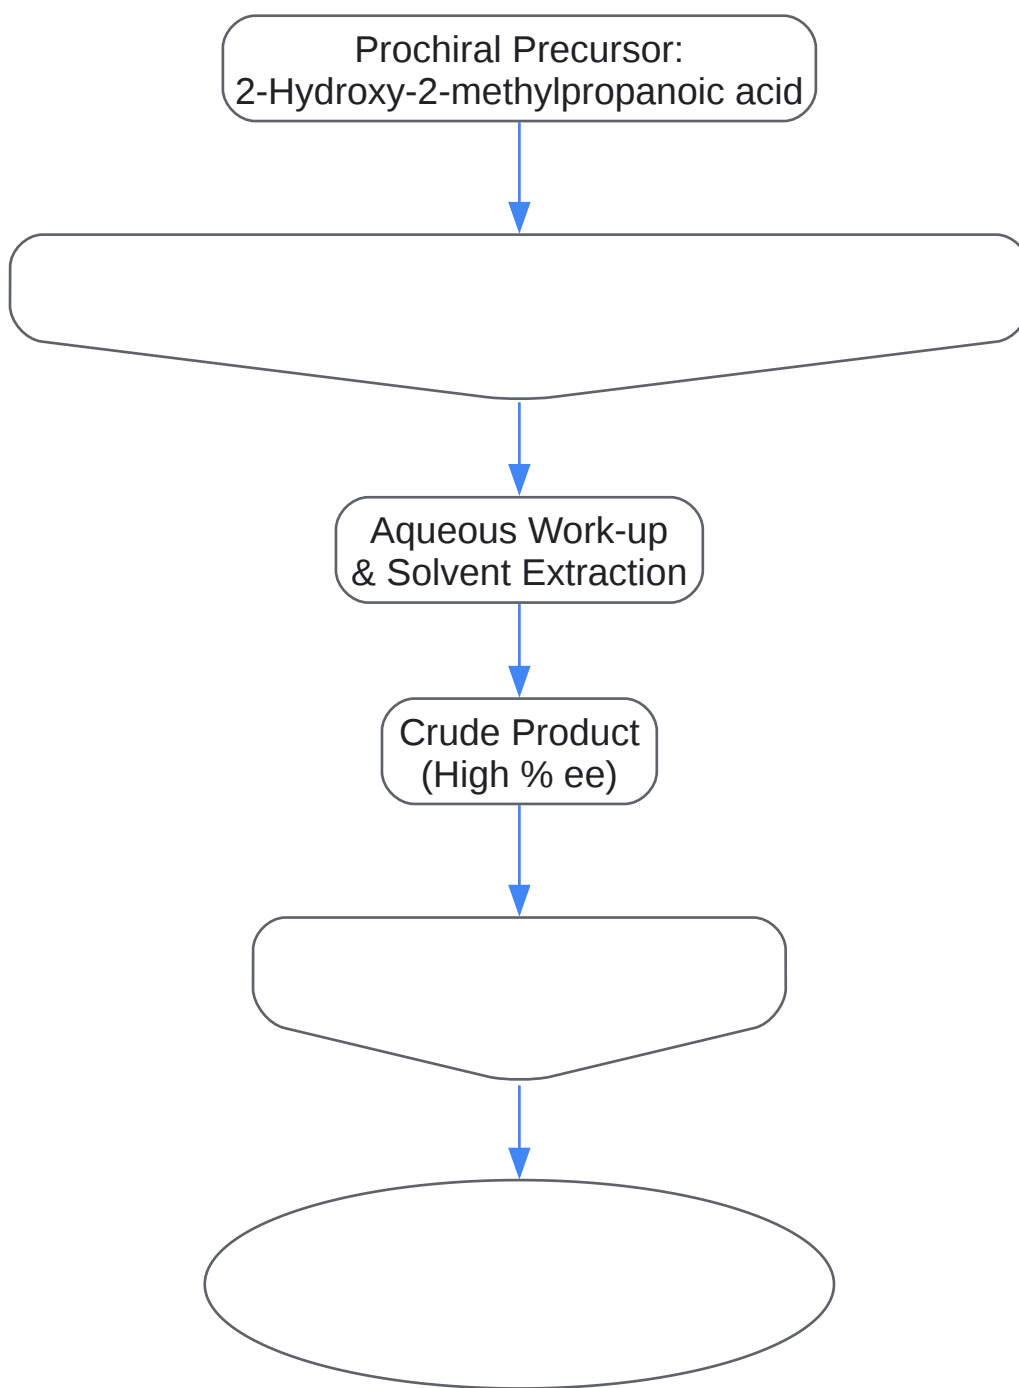 Prochiral Precursor:
2-Hydroxy-2-methylpropanoic acid
Aqueous Work-up
& Solvent Extraction
Crude Product
(High % ee)